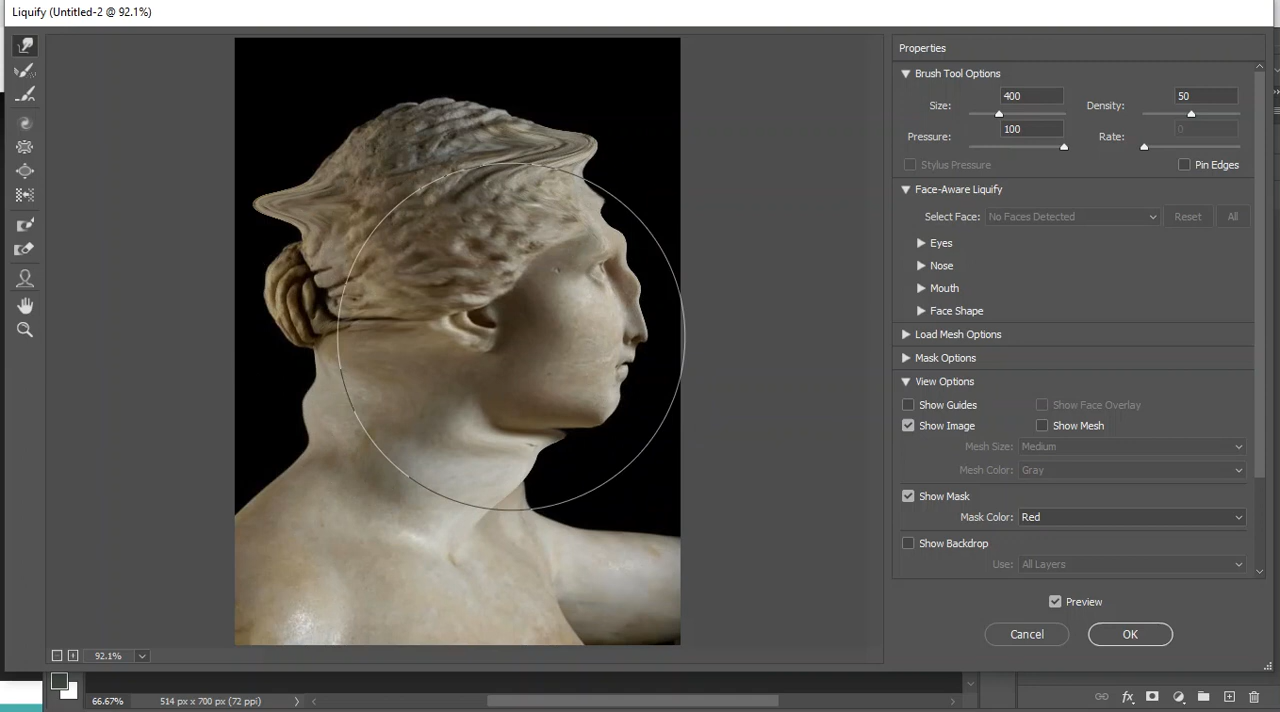 Liquify (Untitled-2 @ 92.1%)
Properties
Brush Tool Options
Size: 400 Density: 50
Pressure: 100 Rate: 0
Stylus Pressure Pin Edges
Face-Aware Liquify
Select Face: No Faces Detected Reset All
Eyes
Nose
Mouth
Face Shape
Load Mesh Options
Mask Options
View Options
Show Guides Show Face Overlay
Show Image Show Mesh
Mesh Size: Medium
Mesh Color: Gray
Show Mask
Mask Color: Red
Show Backdrop
Use: All Layers
Preview
Cancel OK
92.1%
66.67% 514 px x 700 px (72 ppi)
fx